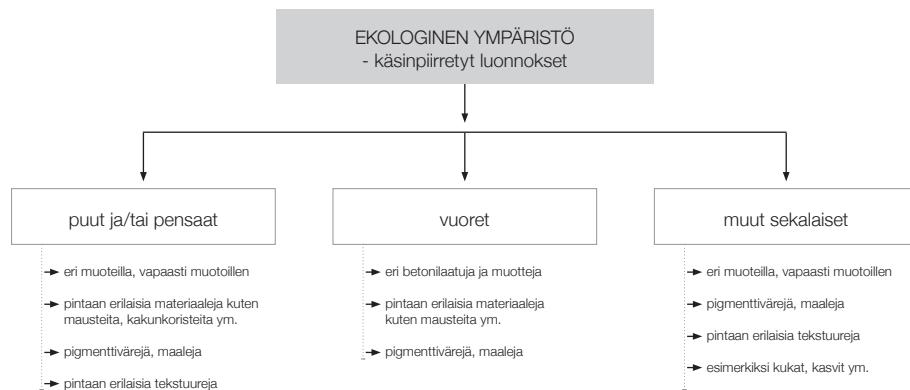 EKOLOGINEN YMPÄRISTÖ
- käsinpiirretyt luonnokset
puut ja/tai pensaat
eri muoteilla, vapaasti muotoillen
pintaan erilaisia materiaaleja kuten
mausteita, kakunkoristeita ym.
pigmenttivärejä, maaleja
pintaan erilaisia tekstuureja
vuoret
eri betonilaatuja ja muotteja
pintaan erilaisia materiaaleja
kuten mausteita ym.
pigmenttivärejä, maaleja
muut sekalaiset
eri muoteilla, vapaasti muotoillen
pigmenttivärejä, maaleja
pintaan erilaisia tekstuureja
esimerkiksi kukat, kasvit ym.